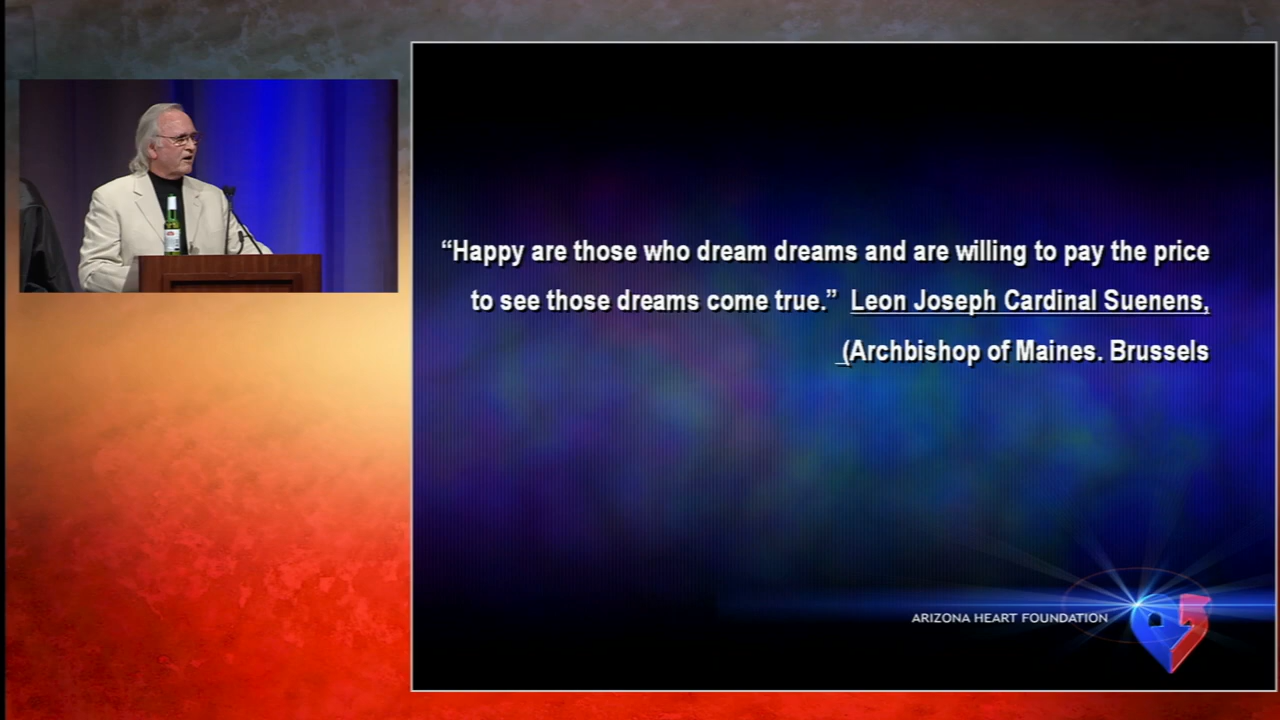 “Happy are those who dream dreams and are willing to pay the price
to see those dreams come true.” Leon Joseph Cardinal Suenens,
(Archbishop of Maines. Brussels
ARIZONA HEART FOUNDATION